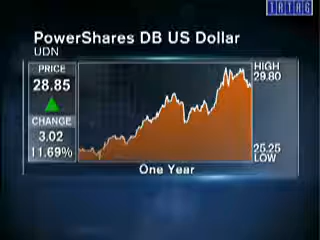 PowerShares DB US Dollar
UDN
PRICE
28.85
CHANGE
3.02
11.69%
HIGH
29.80
25.25
LOW
One Year